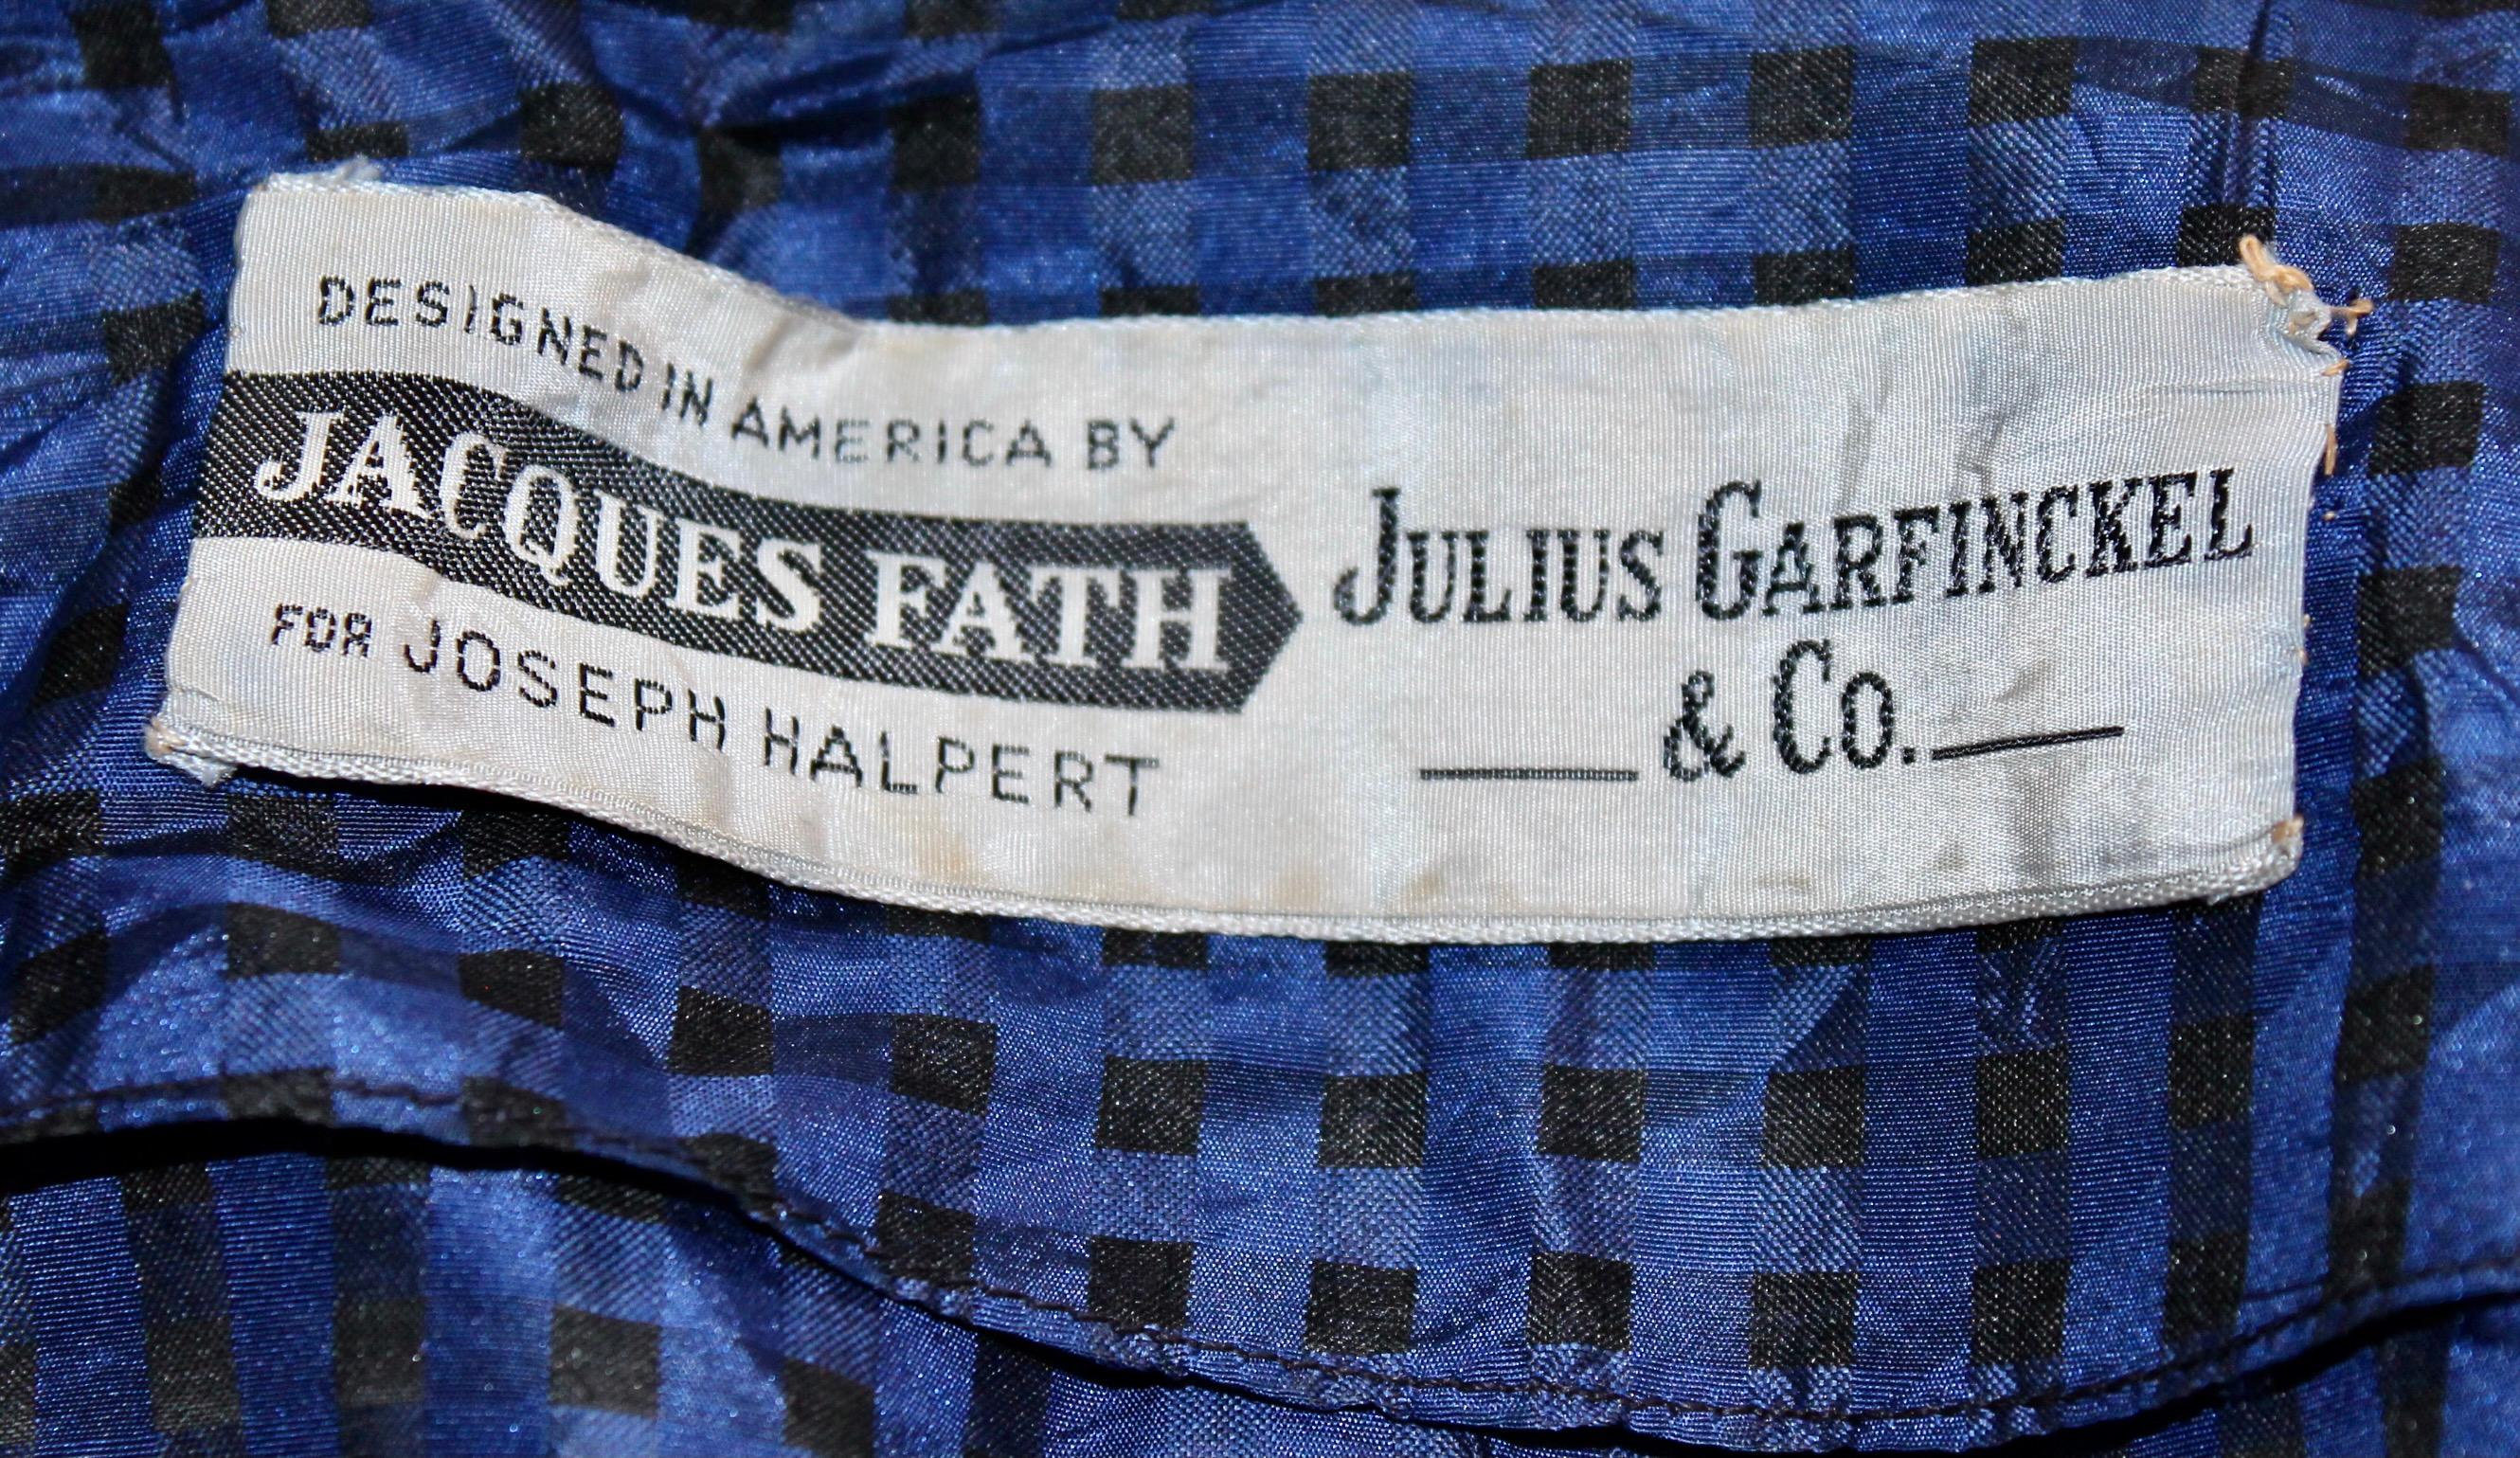 DESIGNED IN AMERICA BY
JACQUES FATH
FOR JOSEPH HALPERT
JULIUS GARFINCKEL
& Co.